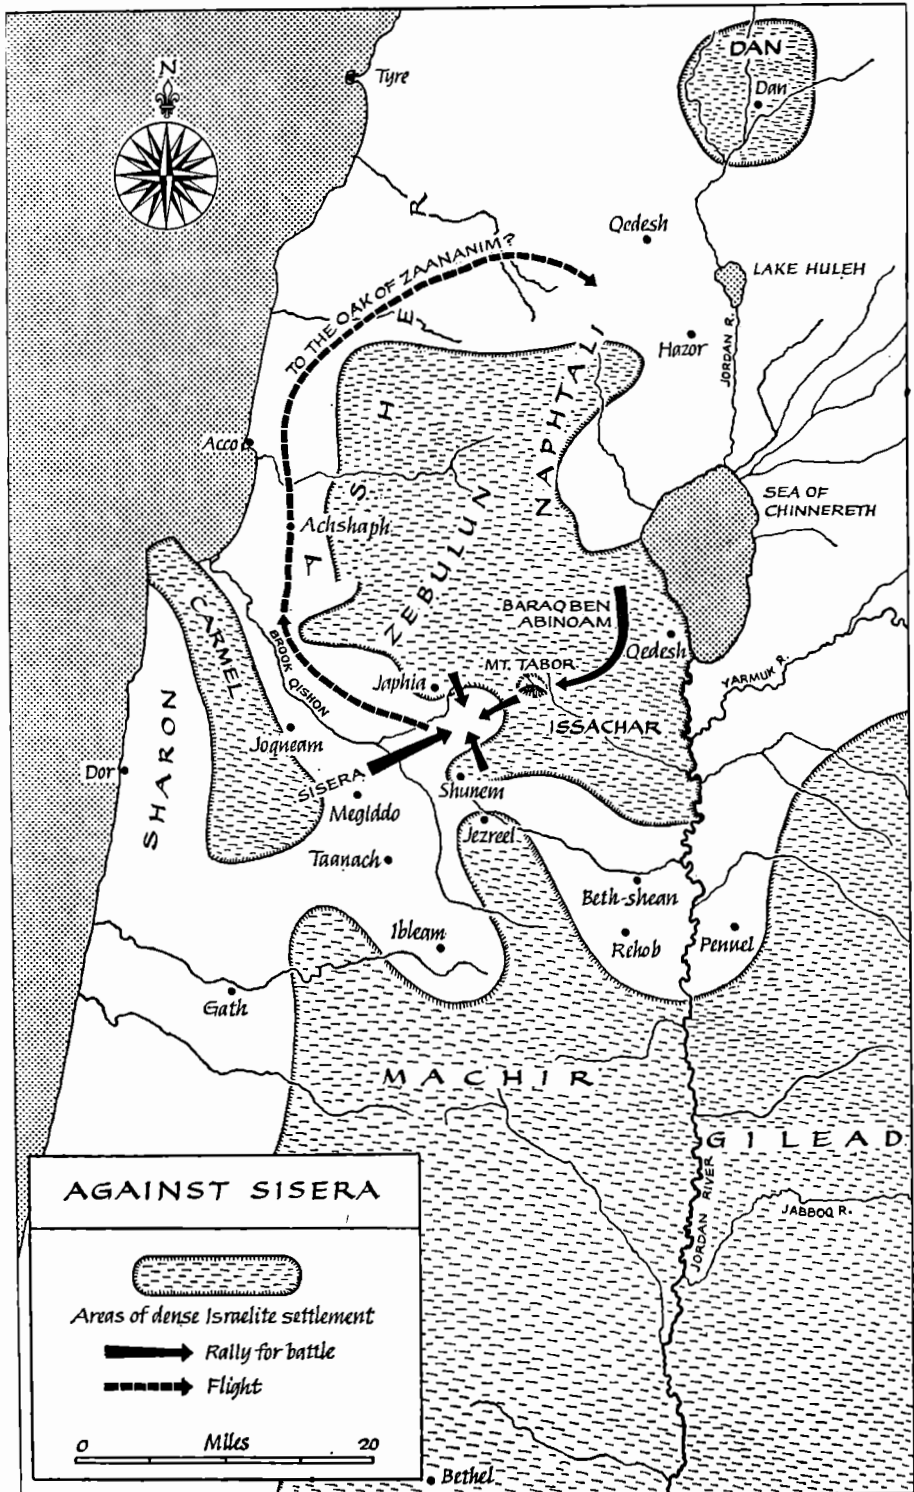 N
Tyre
DAN
Dan
R
Qedesh
TO THE OAK OF ZAANANIM?
LAKE HULEH
E
JORDAN R.
Hazor
H
NAPHTALI
Acco
S
ZEBULUN
SEA OF
CHINNERETH
Achshaph
A
CARMEL
BARAQ BEN
ABINOAM
BROOK QISHON
Qedesh
MT. TABOR
YARMUK R.
Japhia
SHARON
ISSACHAR
Joqneam
Dor
SISERA
Shunem
Megiddo
Jezreel
Taanach
Beth-shean
Ibleam
Rehob
Penuel
Gath
MACHIR
GILEAD
JORDAN RIVER
JABBOQ R.
AGAINST SISERA
Areas of dense Israelite settlement
Rally for battle
Flight
0 Miles 20
Bethel